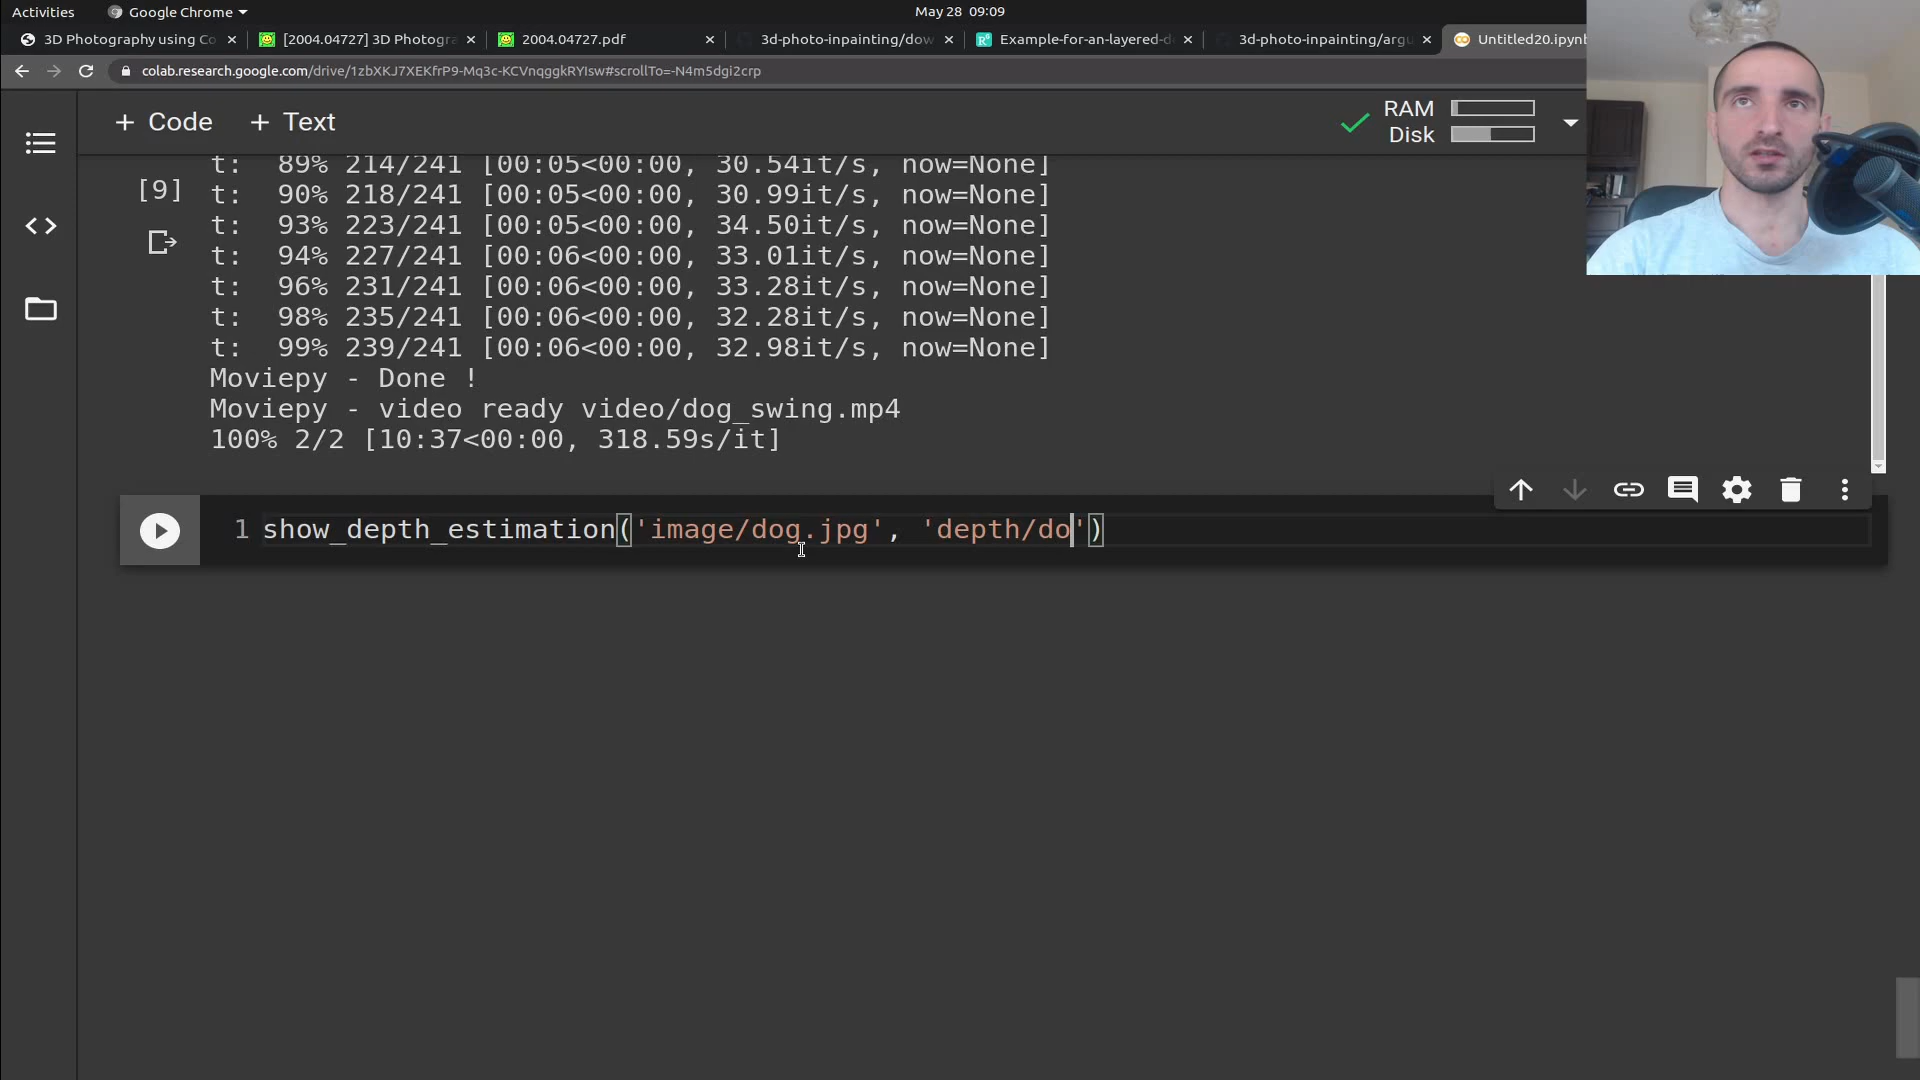 Activities
Google Chrome
May 28 09:09
3D Photography using Co
[2004.04727] 3D Photogra
2004.04727.pdf
3d-photo-inpainting/dow
Example-for-an-layered-d
3d-photo-inpainting/argu
Untitled20.ipynb
colab.research.google.com/drive/1zbXKJ7XEKfrP9-Mq3c-KCVnqggkRYIsw#scrollTo=-N4m5dgi2crp
+ Code + Text
RAM
Disk
t: 89% 214/241 [00:05<00:00, 30.54it/s, now=None]
[9]
t: 90% 218/241 [00:05<00:00, 30.99it/s, now=None]
t: 93% 223/241 [00:05<00:00, 34.50it/s, now=None]
t: 94% 227/241 [00:06<00:00, 33.01it/s, now=None]
t: 96% 231/241 [00:06<00:00, 33.28it/s, now=None]
t: 98% 235/241 [00:06<00:00, 32.28it/s, now=None]
t: 99% 239/241 [00:06<00:00, 32.98it/s, now=None]
Moviepy - Done !
Moviepy - video ready video/dog_swing.mp4
100% 2/2 [10:37<00:00, 318.59s/it]
1 show_depth_estimation('image/dog.jpg', 'depth/do')